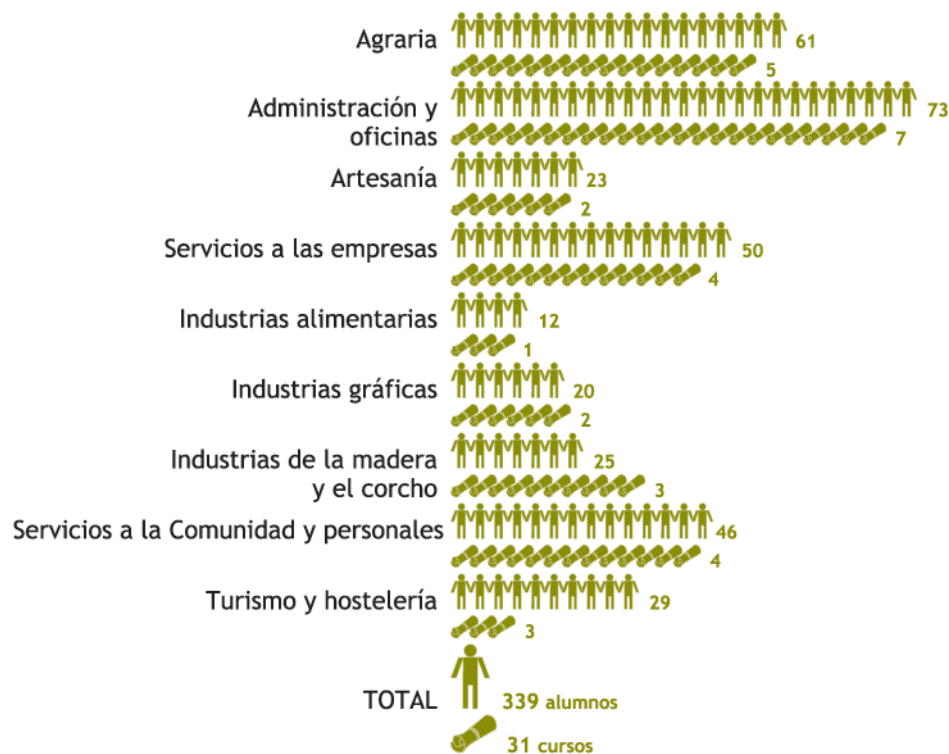 Agraria
61
5
Administración y
oficinas
73
7
Artesanía
23
2
Servicios a las empresas
50
4
Industrias alimentarias
12
1
Industrias gráficas
20
2
Industrias de la madera
y el corcho
25
3
Servicios a la Comunidad y personales
46
4
Turismo y hostelería
29
3
TOTAL
339 alumnos
31 cursos